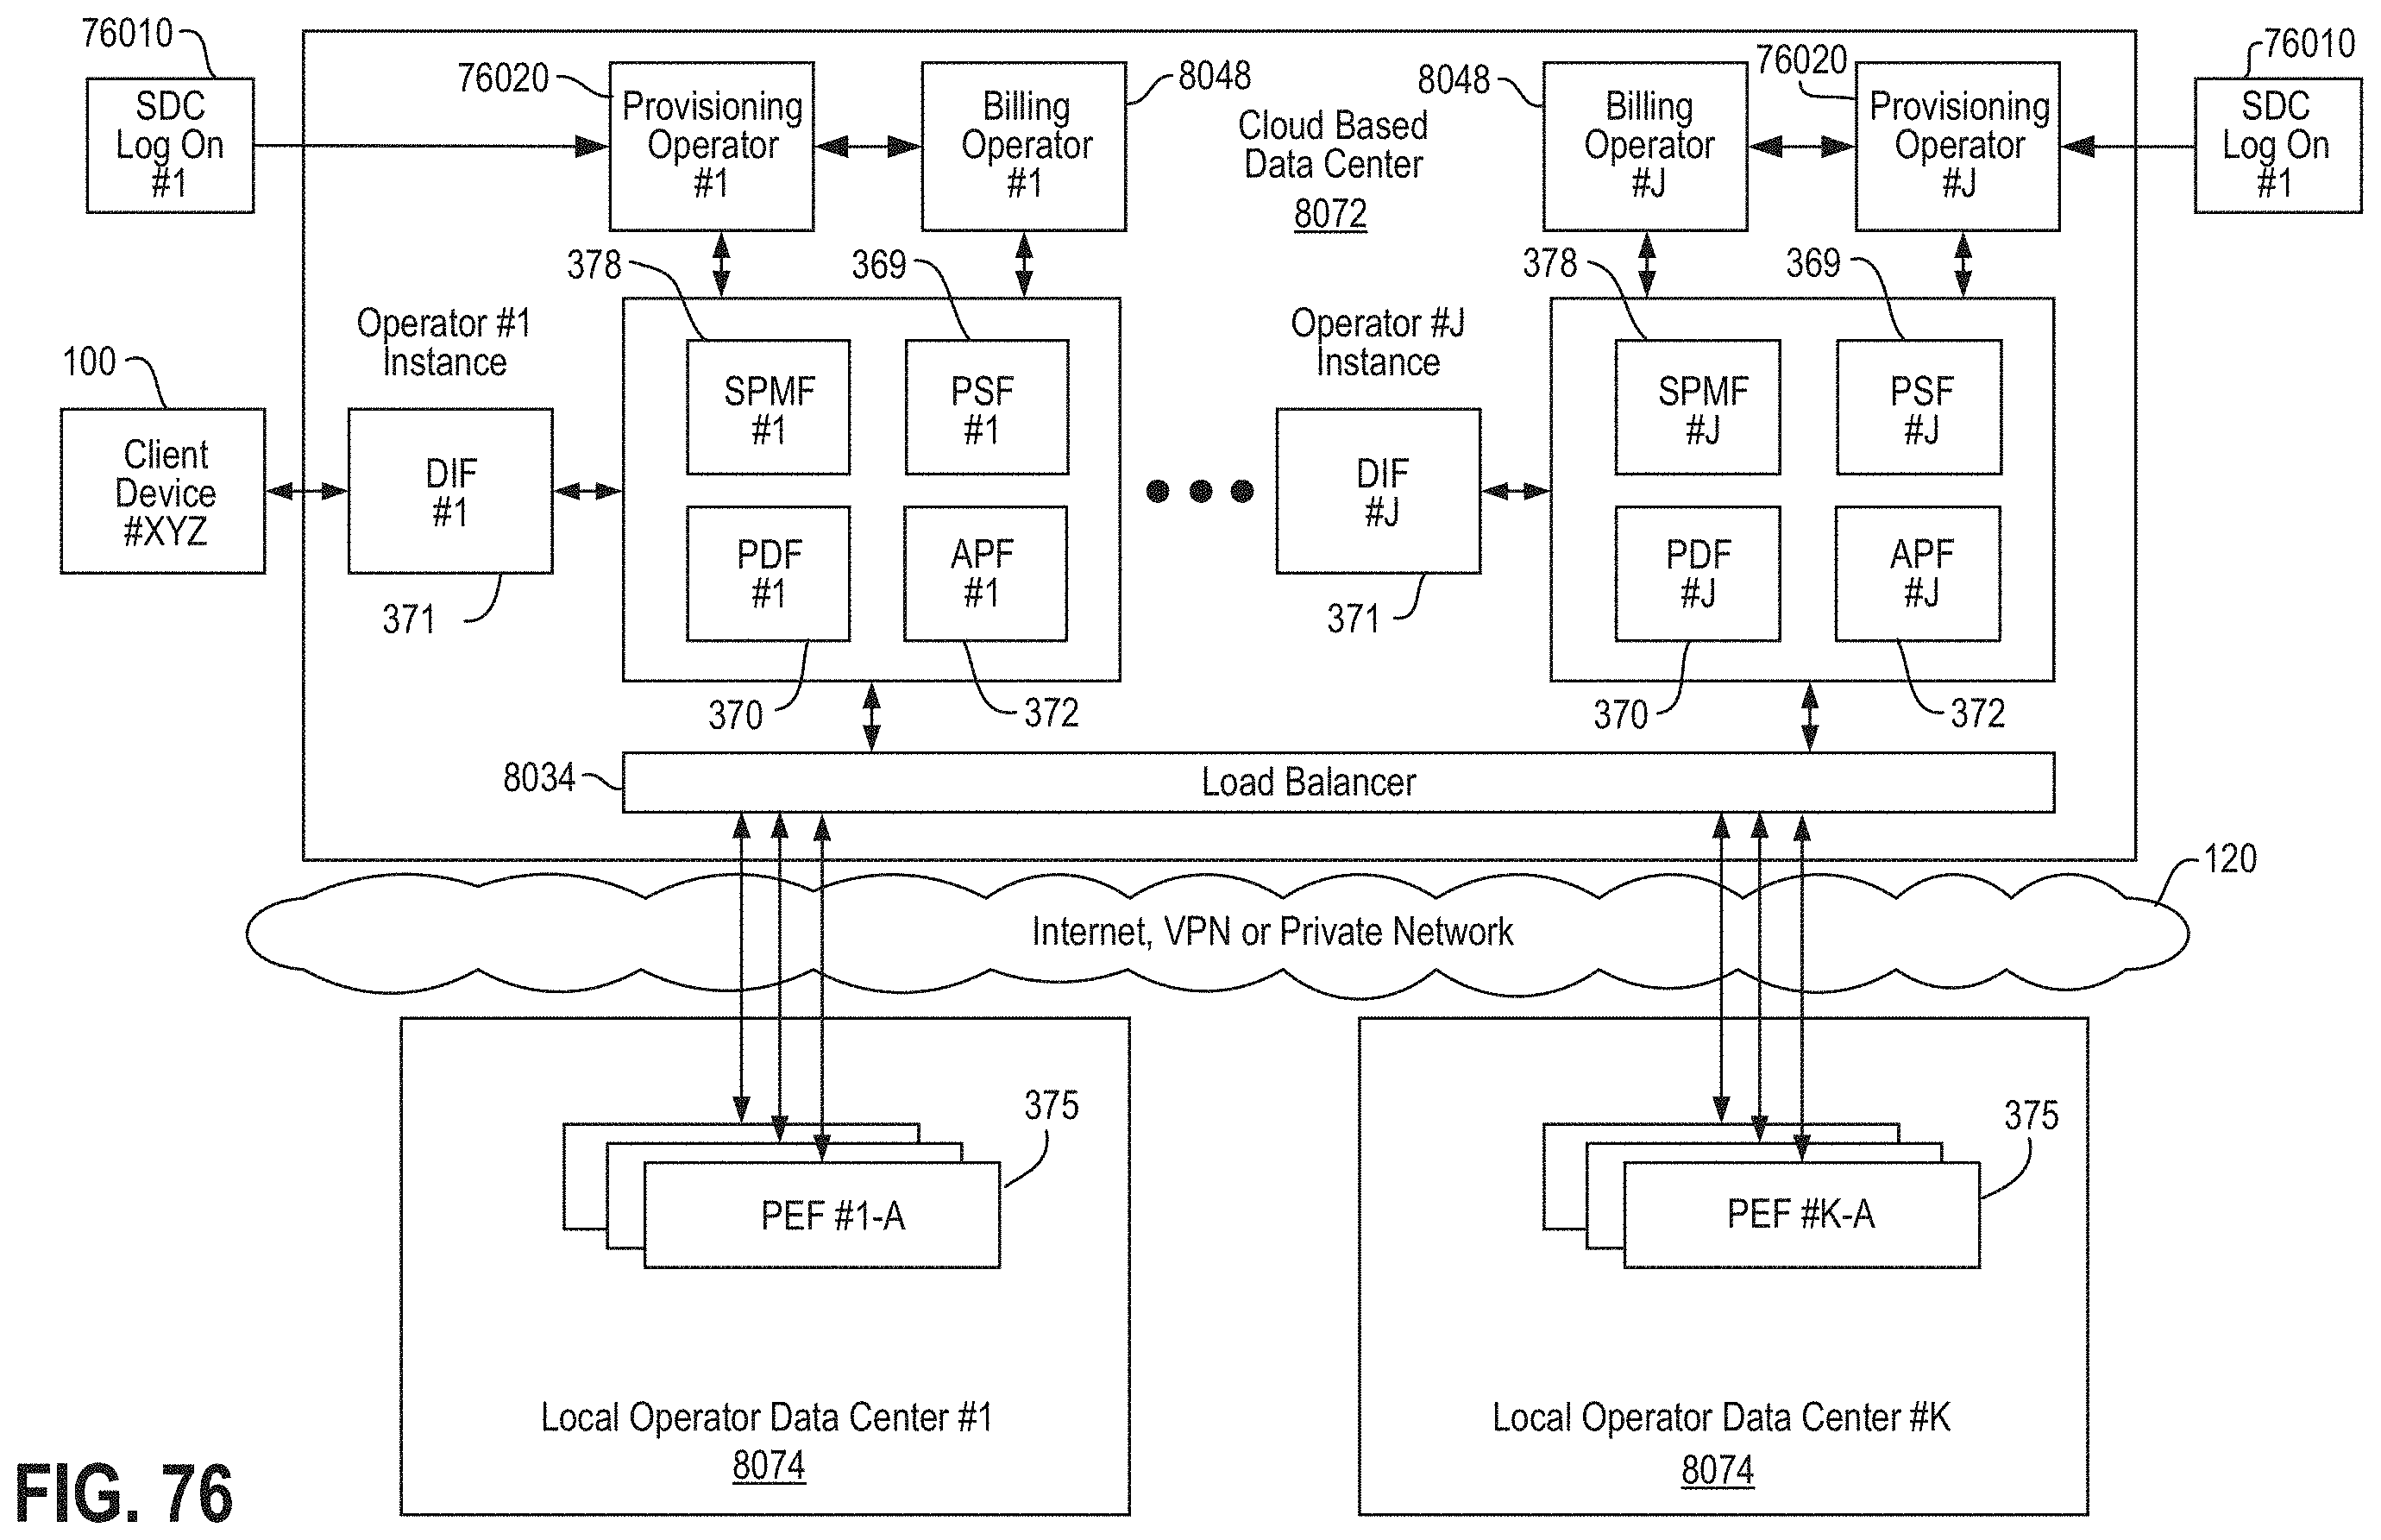 76010
SDC
Log On
#1
76020
Provisioning
Operator
#1
Billing
Operator
#1
8048
Cloud Based
Data Center
8072
8048
Billing
Operator
#J
76020
Provisioning
Operator
#J
76010
SDC
Log On
#1
378
369
378
369
Operator #1
Instance
Operator #J
Instance
100
Client
Device
#XYZ
DIF
#1
371
SPMF
#1
PSF
#1
PDF
#1
APF
#1
370
372
DIF
#J
371
SPMF
#J
PSF
#J
PDF
#J
APF
#J
370
372
8034
Load Balancer
120
Internet, VPN or Private Network
375
PEF #1-A
Local Operator Data Center #1
8074
375
PEF #K-A
Local Operator Data Center #K
8074
FIG. 76